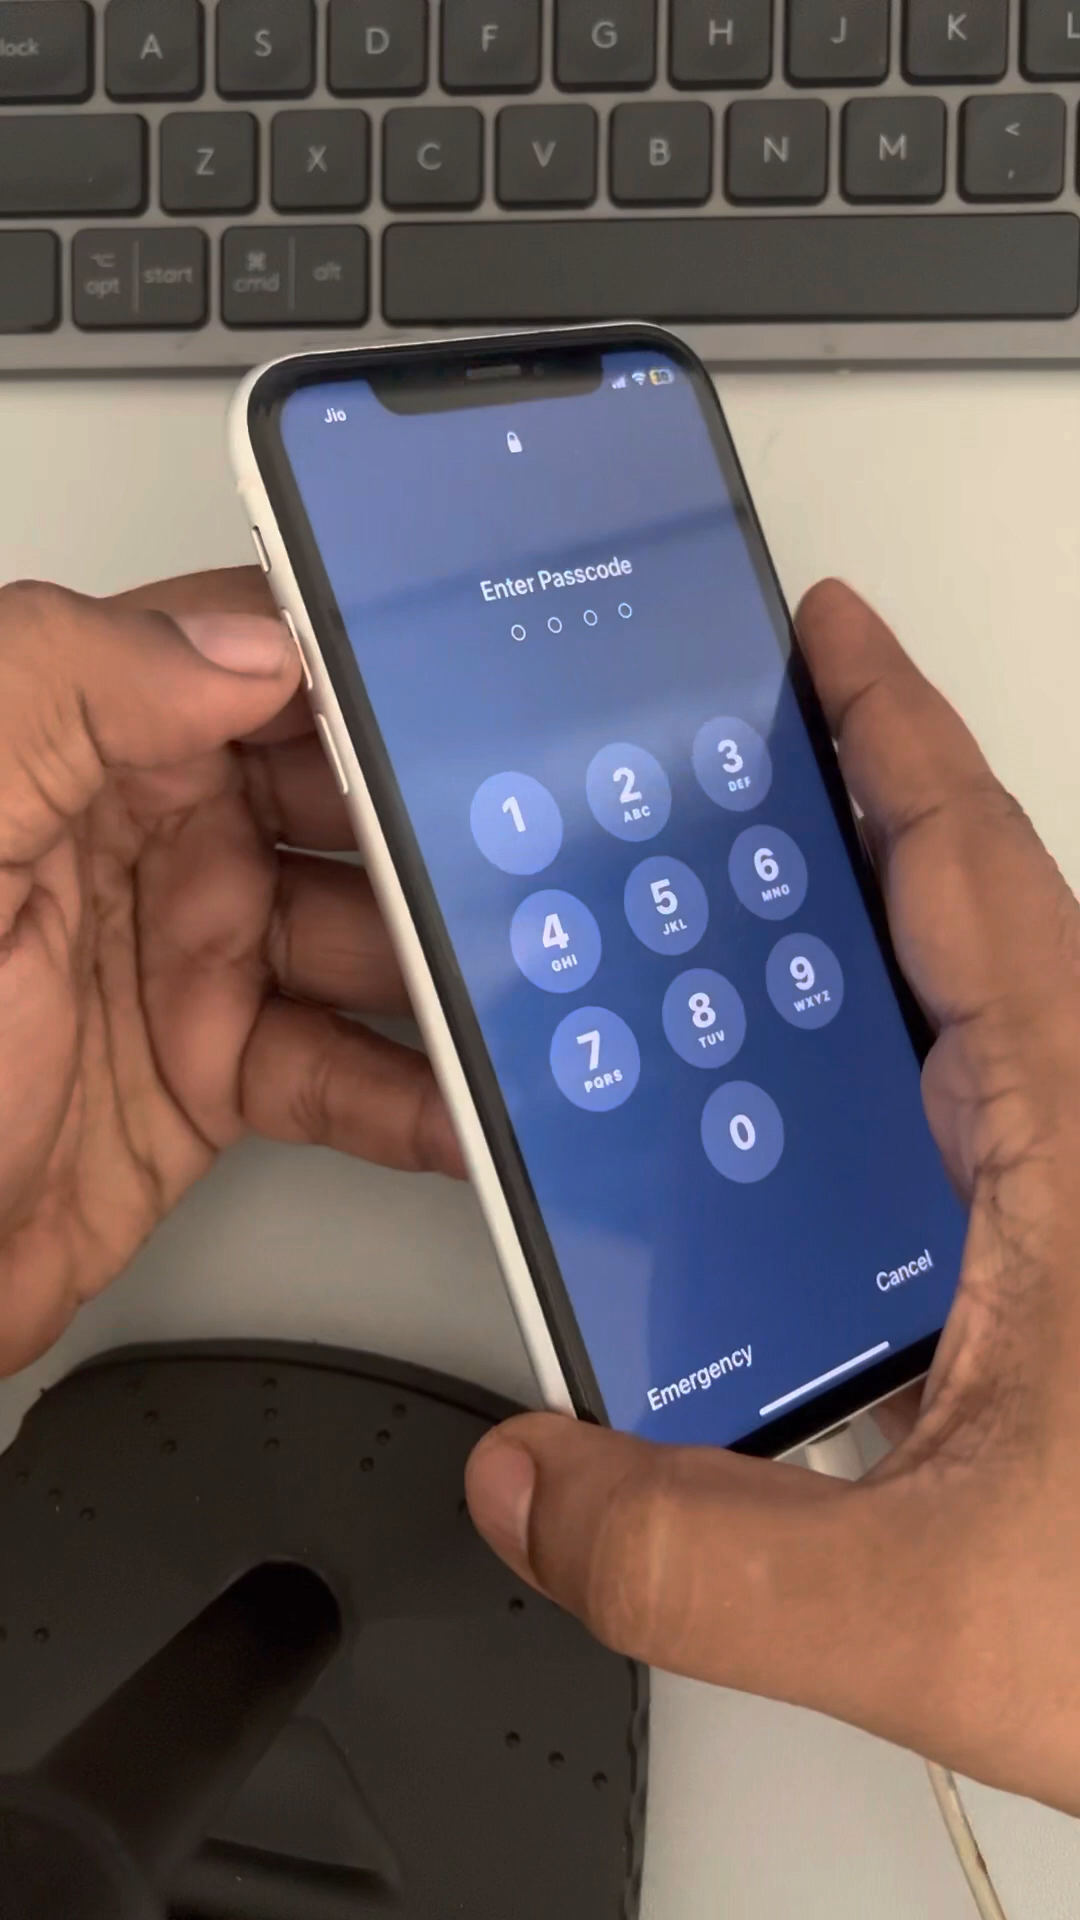 lock A S D F G H J K L
Z X C V B N M < ,
⌥ opt start ⌘ cmd alt
Jio
Enter Passcode
1 2 ABC 3 DEF
4 GHI 5 JKL 6 MNO
7 PQRS 8 TUV 9 WXYZ
0
Cancel
Emergency